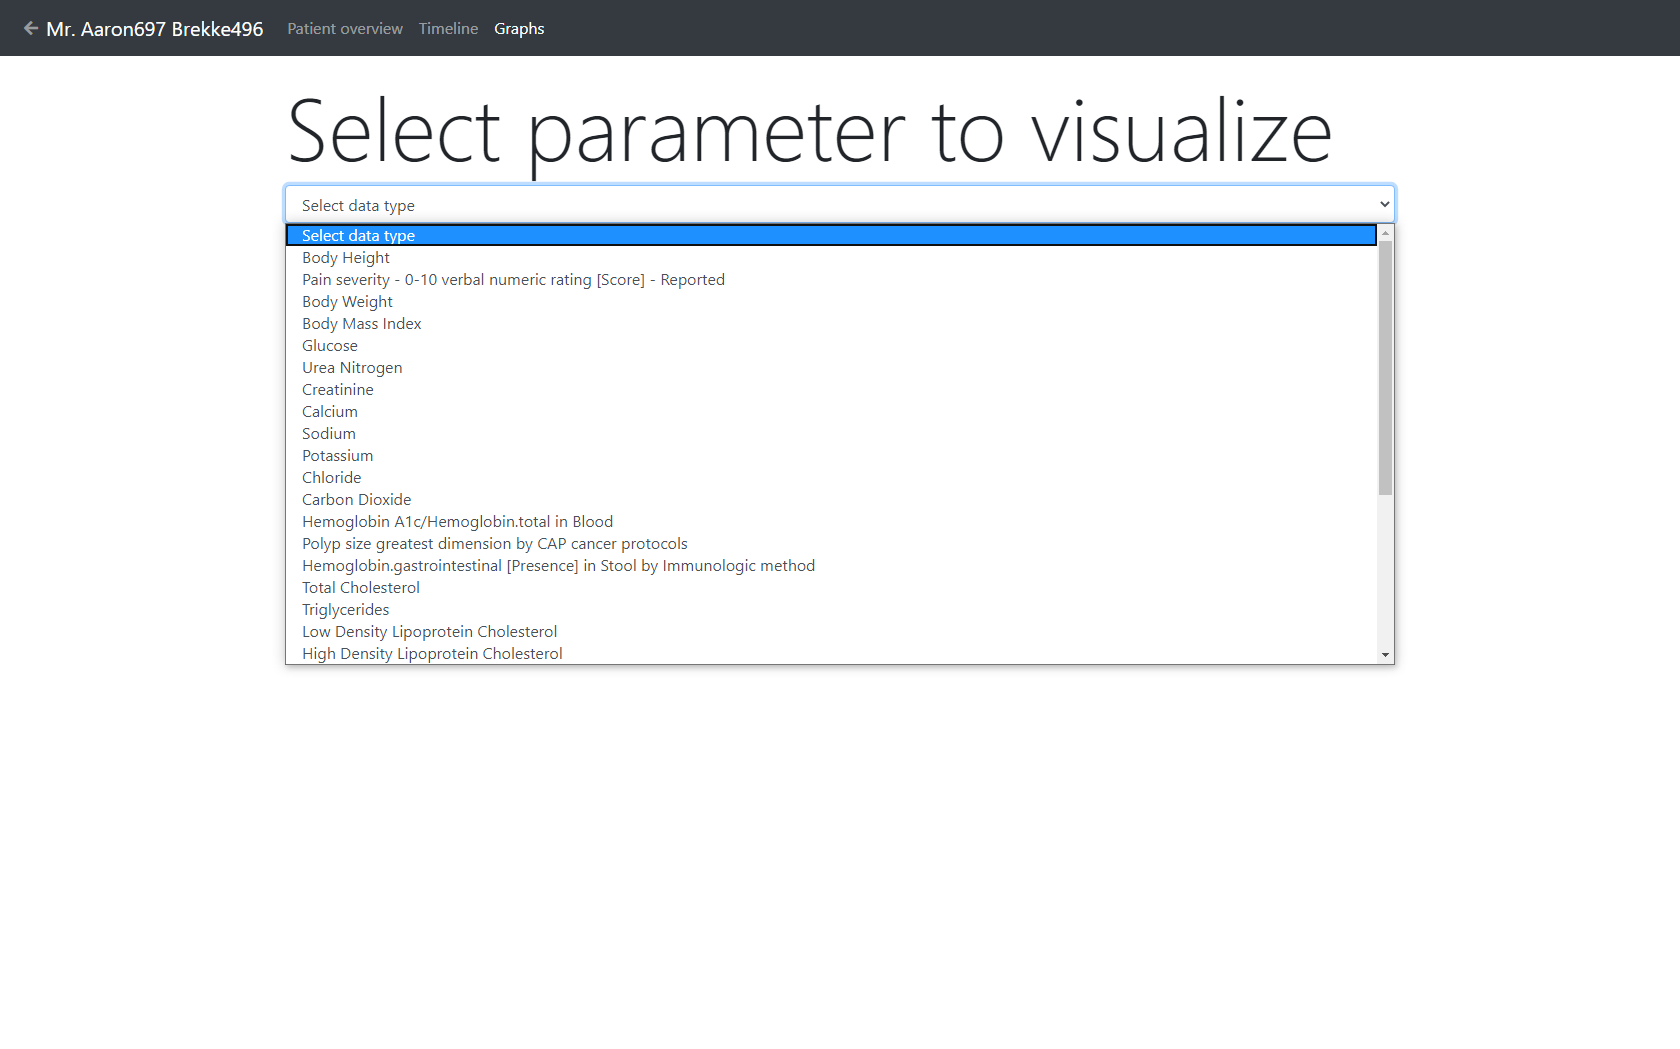 Mr. Aaron697 Brekke496 Patient overview Timeline Graphs
Select parameter to visualize
Select data type
Select data type
Body Height
Pain severity - 0-10 verbal numeric rating [Score] - Reported
Body Weight
Body Mass Index
Glucose
Urea Nitrogen
Creatinine
Calcium
Sodium
Potassium
Chloride
Carbon Dioxide
Hemoglobin A1c/Hemoglobin.total in Blood
Polyp size greatest dimension by CAP cancer protocols
Hemoglobin.gastrointestinal [Presence] in Stool by Immunologic method
Total Cholesterol
Triglycerides
Low Density Lipoprotein Cholesterol
High Density Lipoprotein Cholesterol